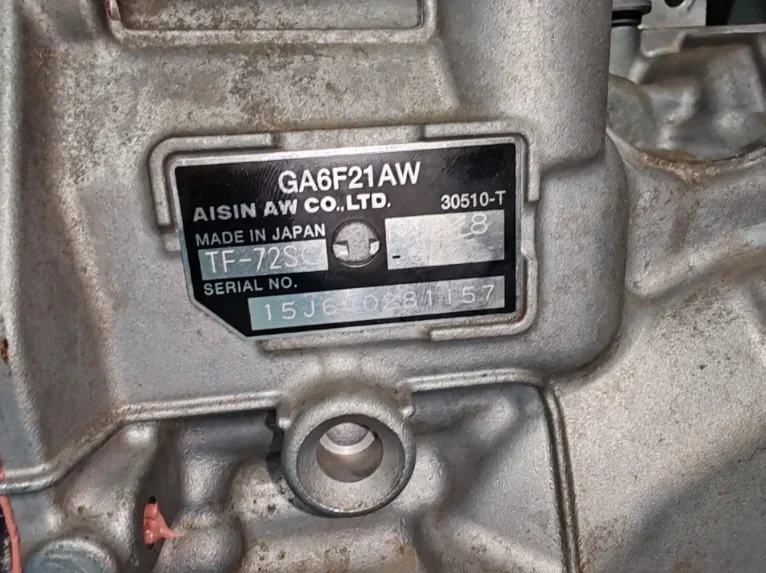 GA6F21AW
AISIN AW CO.,LTD. 30510-T
MADE IN JAPAN
TF-72SC
SERIAL NO.